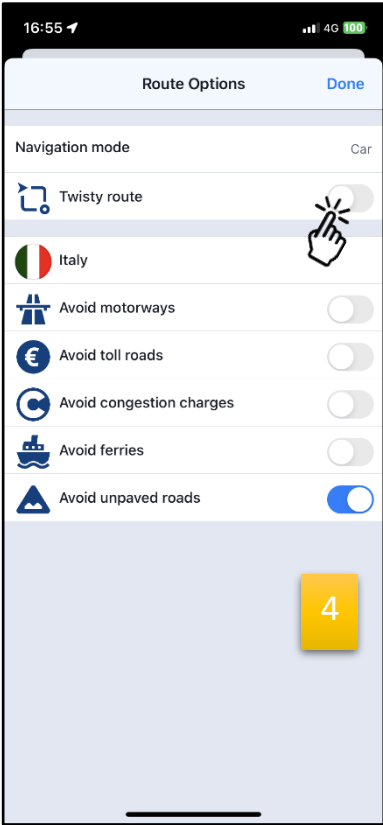 16:55
4G 100
Route Options
Done
Navigation mode
Car
Twisty route
Italy
Avoid motorways
€
Avoid toll roads
Avoid congestion charges
Avoid ferries
Avoid unpaved roads
4